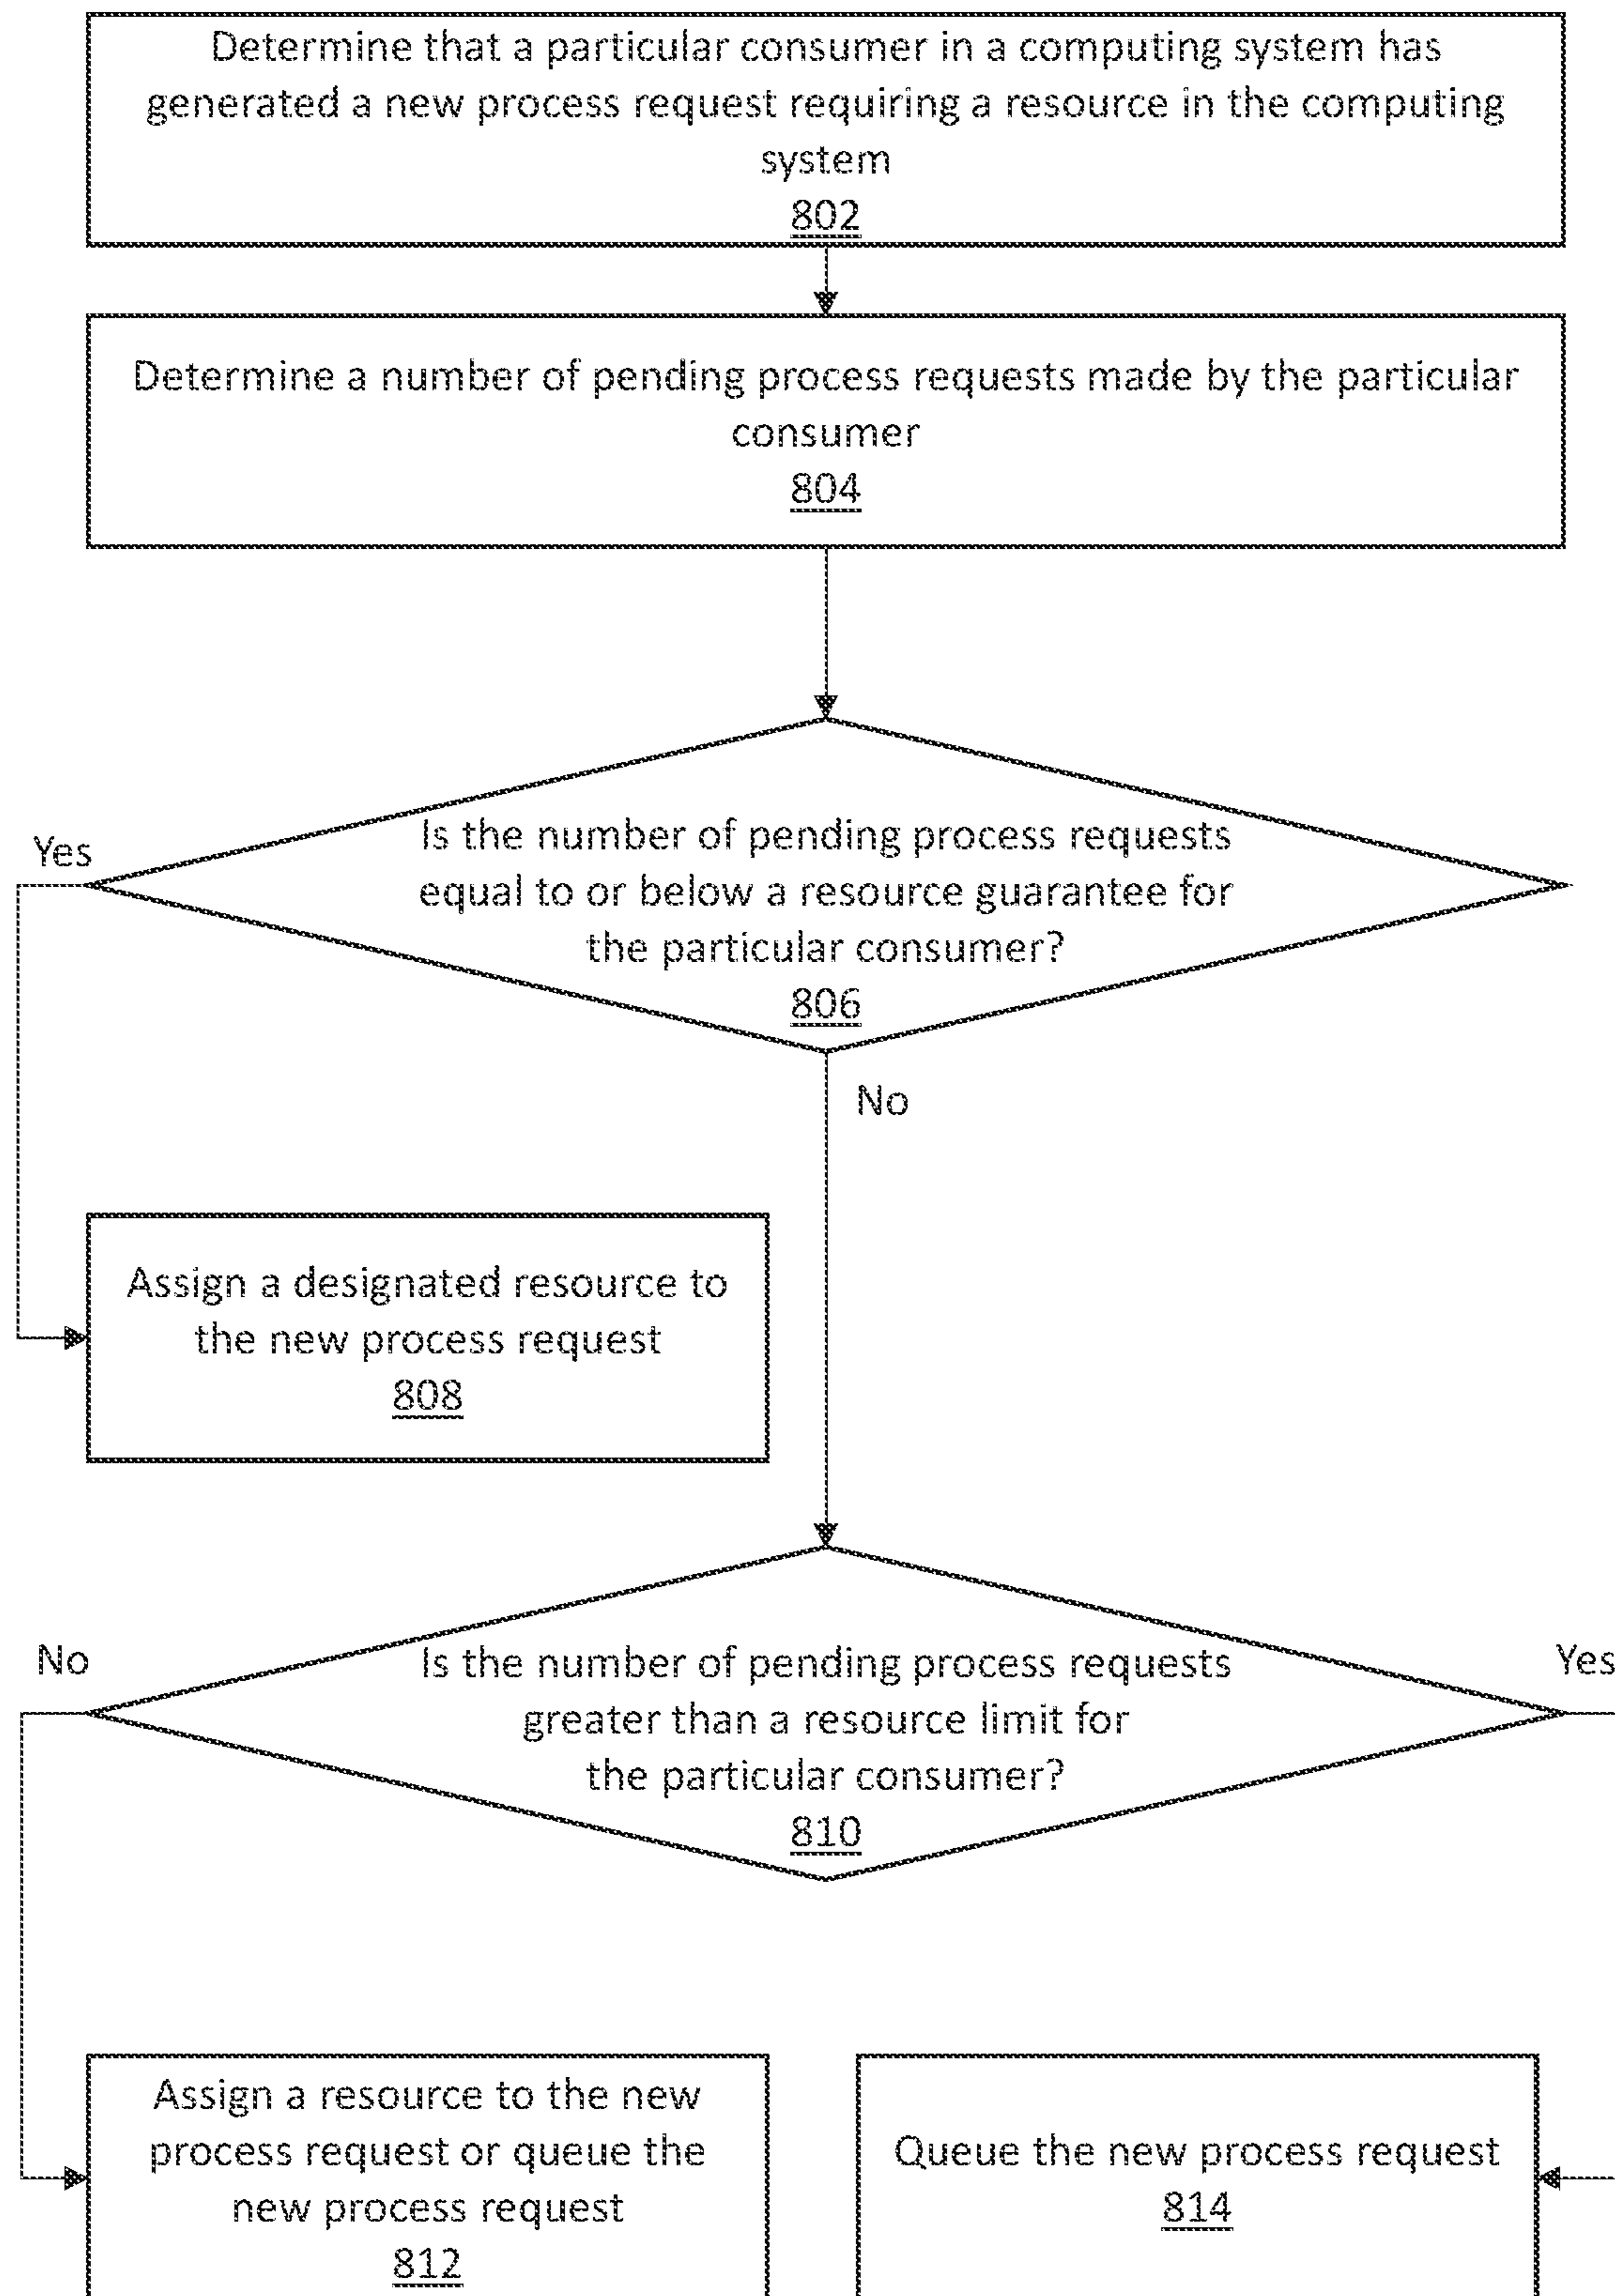 Determine that a particular consumer in a computing system has
generated a new process request requiring a resource in the computing
system
802
Determine a number of pending process requests made by the particular
consumer
804
Yes
Is the number of pending process requests
equal to or below a resource guarantee for
the particular consumer?
806
No
Assign a designated resource to
the new process request
808
No
Is the number of pending process requests
greater than a resource limit for
the particular consumer?
810
Yes
Assign a resource to the new
process request or queue the
new process request
812
Queue the new process request
814